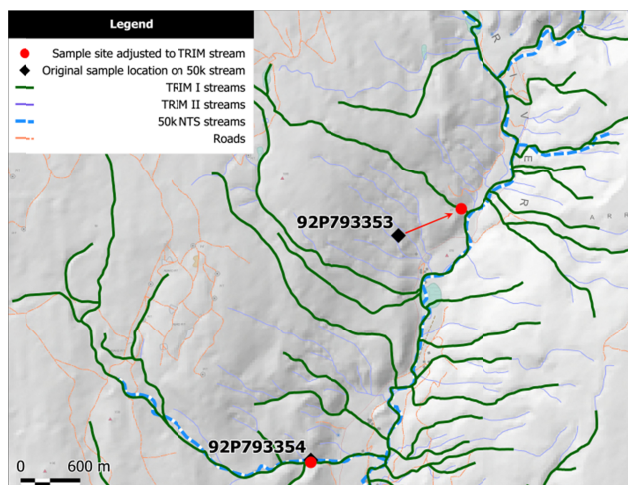 Legend
Sample site adjusted to TRIM stream
Original sample location on 50k stream
TRIM I streams
TRIM II streams
50k NTS streams
Roads
R I V E R
92P793353
92P793354
0 600 m